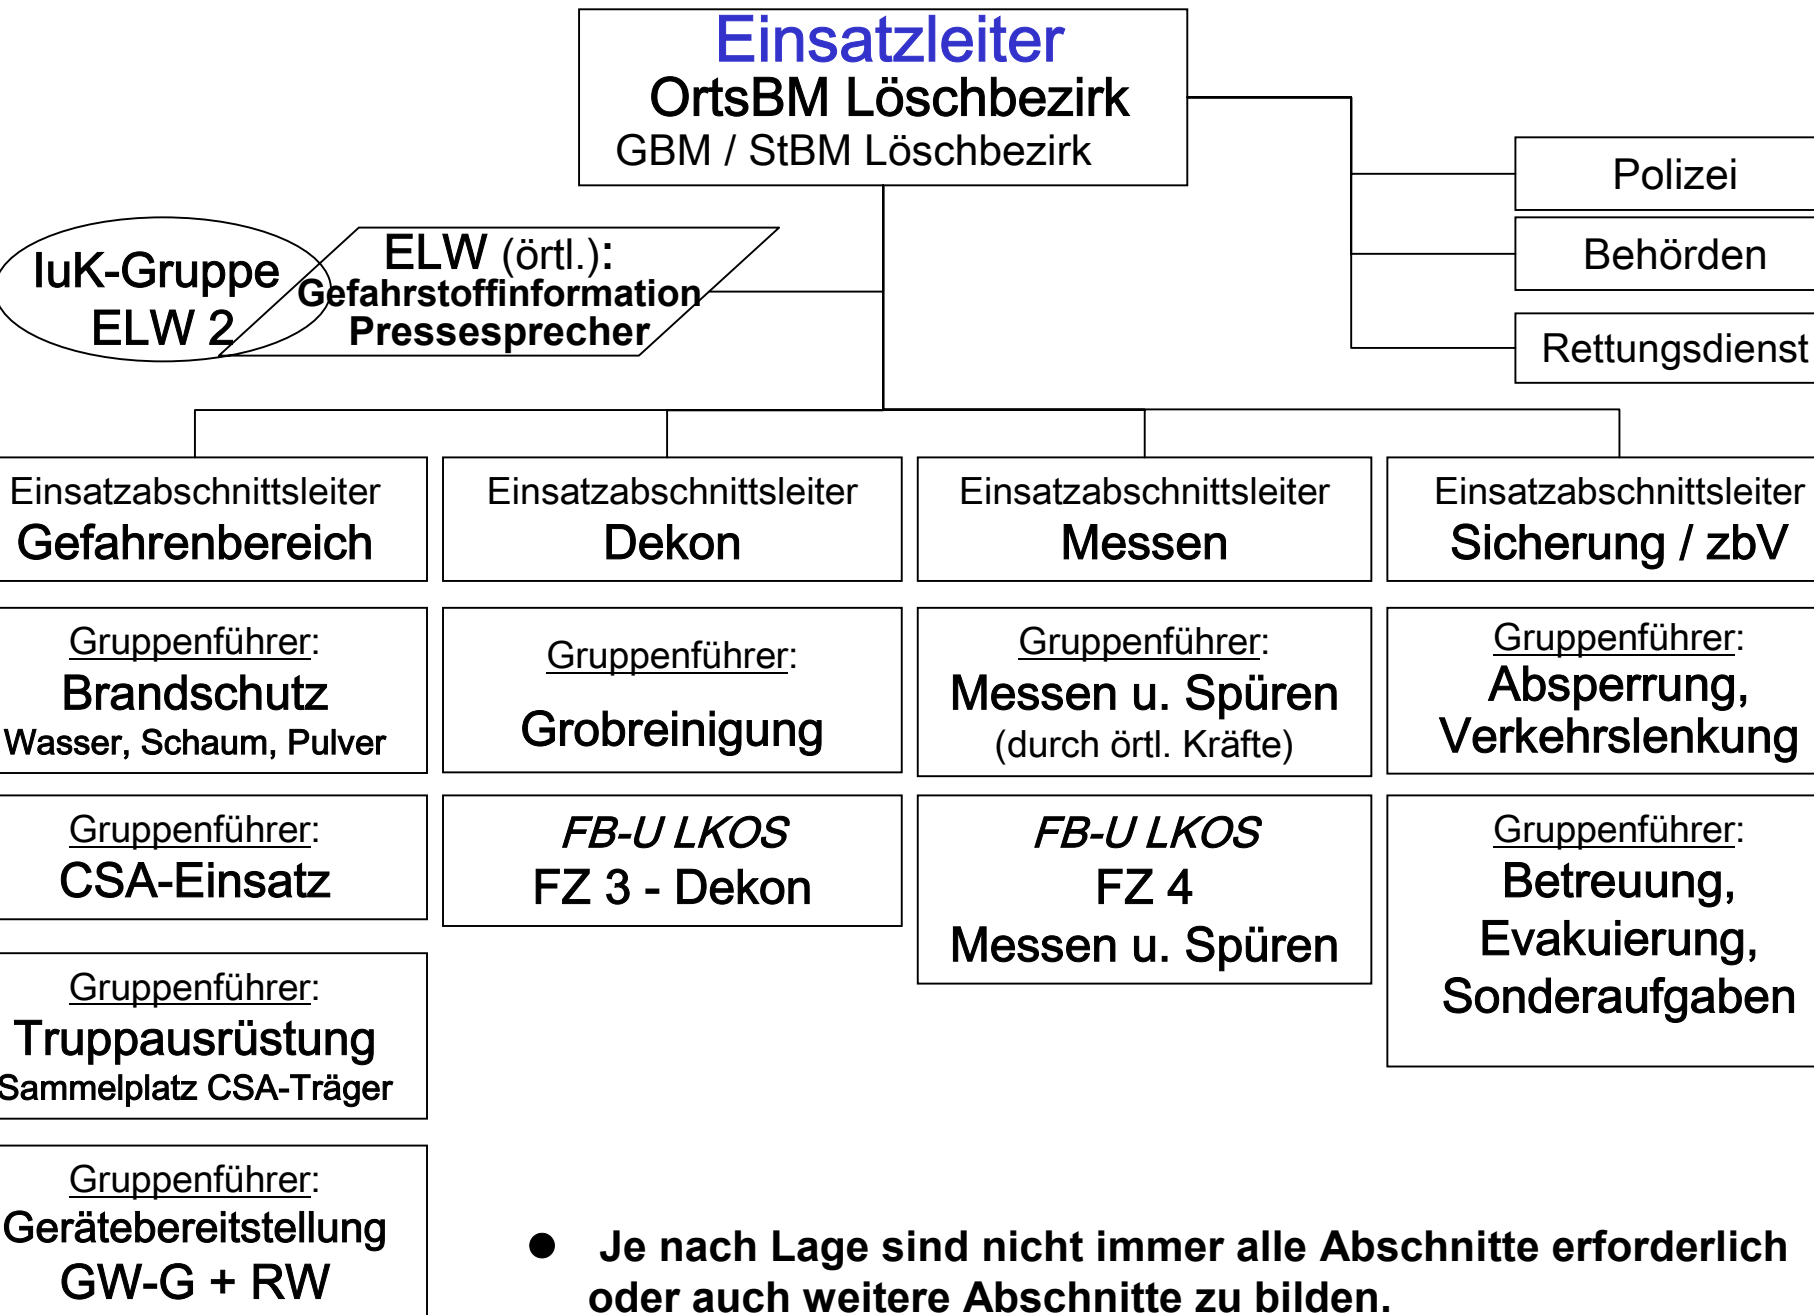 Einsatzleiter
OrtsBM Löschbezirk
GBM / StBM Löschbezirk
Polizei
Behörden
Rettungsdienst
IuK-Gruppe
ELW 2
ELW (örtl.):
Gefahrstoffinformation
Pressesprecher
Einsatzabschnittsleiter
Gefahrenbereich
Einsatzabschnittsleiter
Dekon
Einsatzabschnittsleiter
Messen
Einsatzabschnittsleiter
Sicherung / zbV
Gruppenführer:
Brandschutz
Wasser, Schaum, Pulver
Gruppenführer:
Grobreinigung
Gruppenführer:
Messen u. Spüren
(durch örtl. Kräfte)
Gruppenführer:
Absperrung,
Verkehrslenkung
Gruppenführer:
CSA-Einsatz
FB-U LKOS
FZ 3 - Dekon
FB-U LKOS
FZ 4
Messen u. Spüren
Gruppenführer:
Betreuung,
Evakuierung,
Sonderaufgaben
Gruppenführer:
Truppausrüstung
Sammelplatz CSA-Träger
Gruppenführer:
Gerätebereitstellung
GW-G + RW
● Je nach Lage sind nicht immer alle Abschnitte erforderlich
oder auch weitere Abschnitte zu bilden.